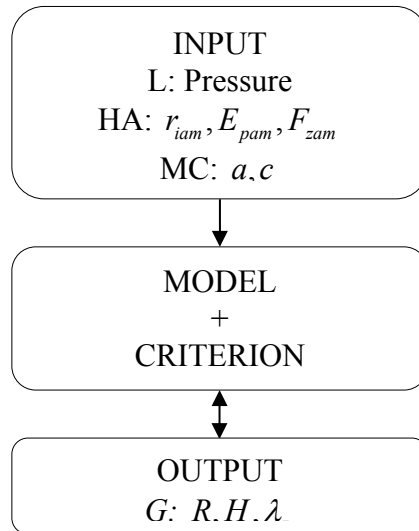 INPUT
L: Pressure
HA: r_iam, E_pam, F_zam
MC: a,c
MODEL
+
CRITERION
OUTPUT
G: R,H,λ